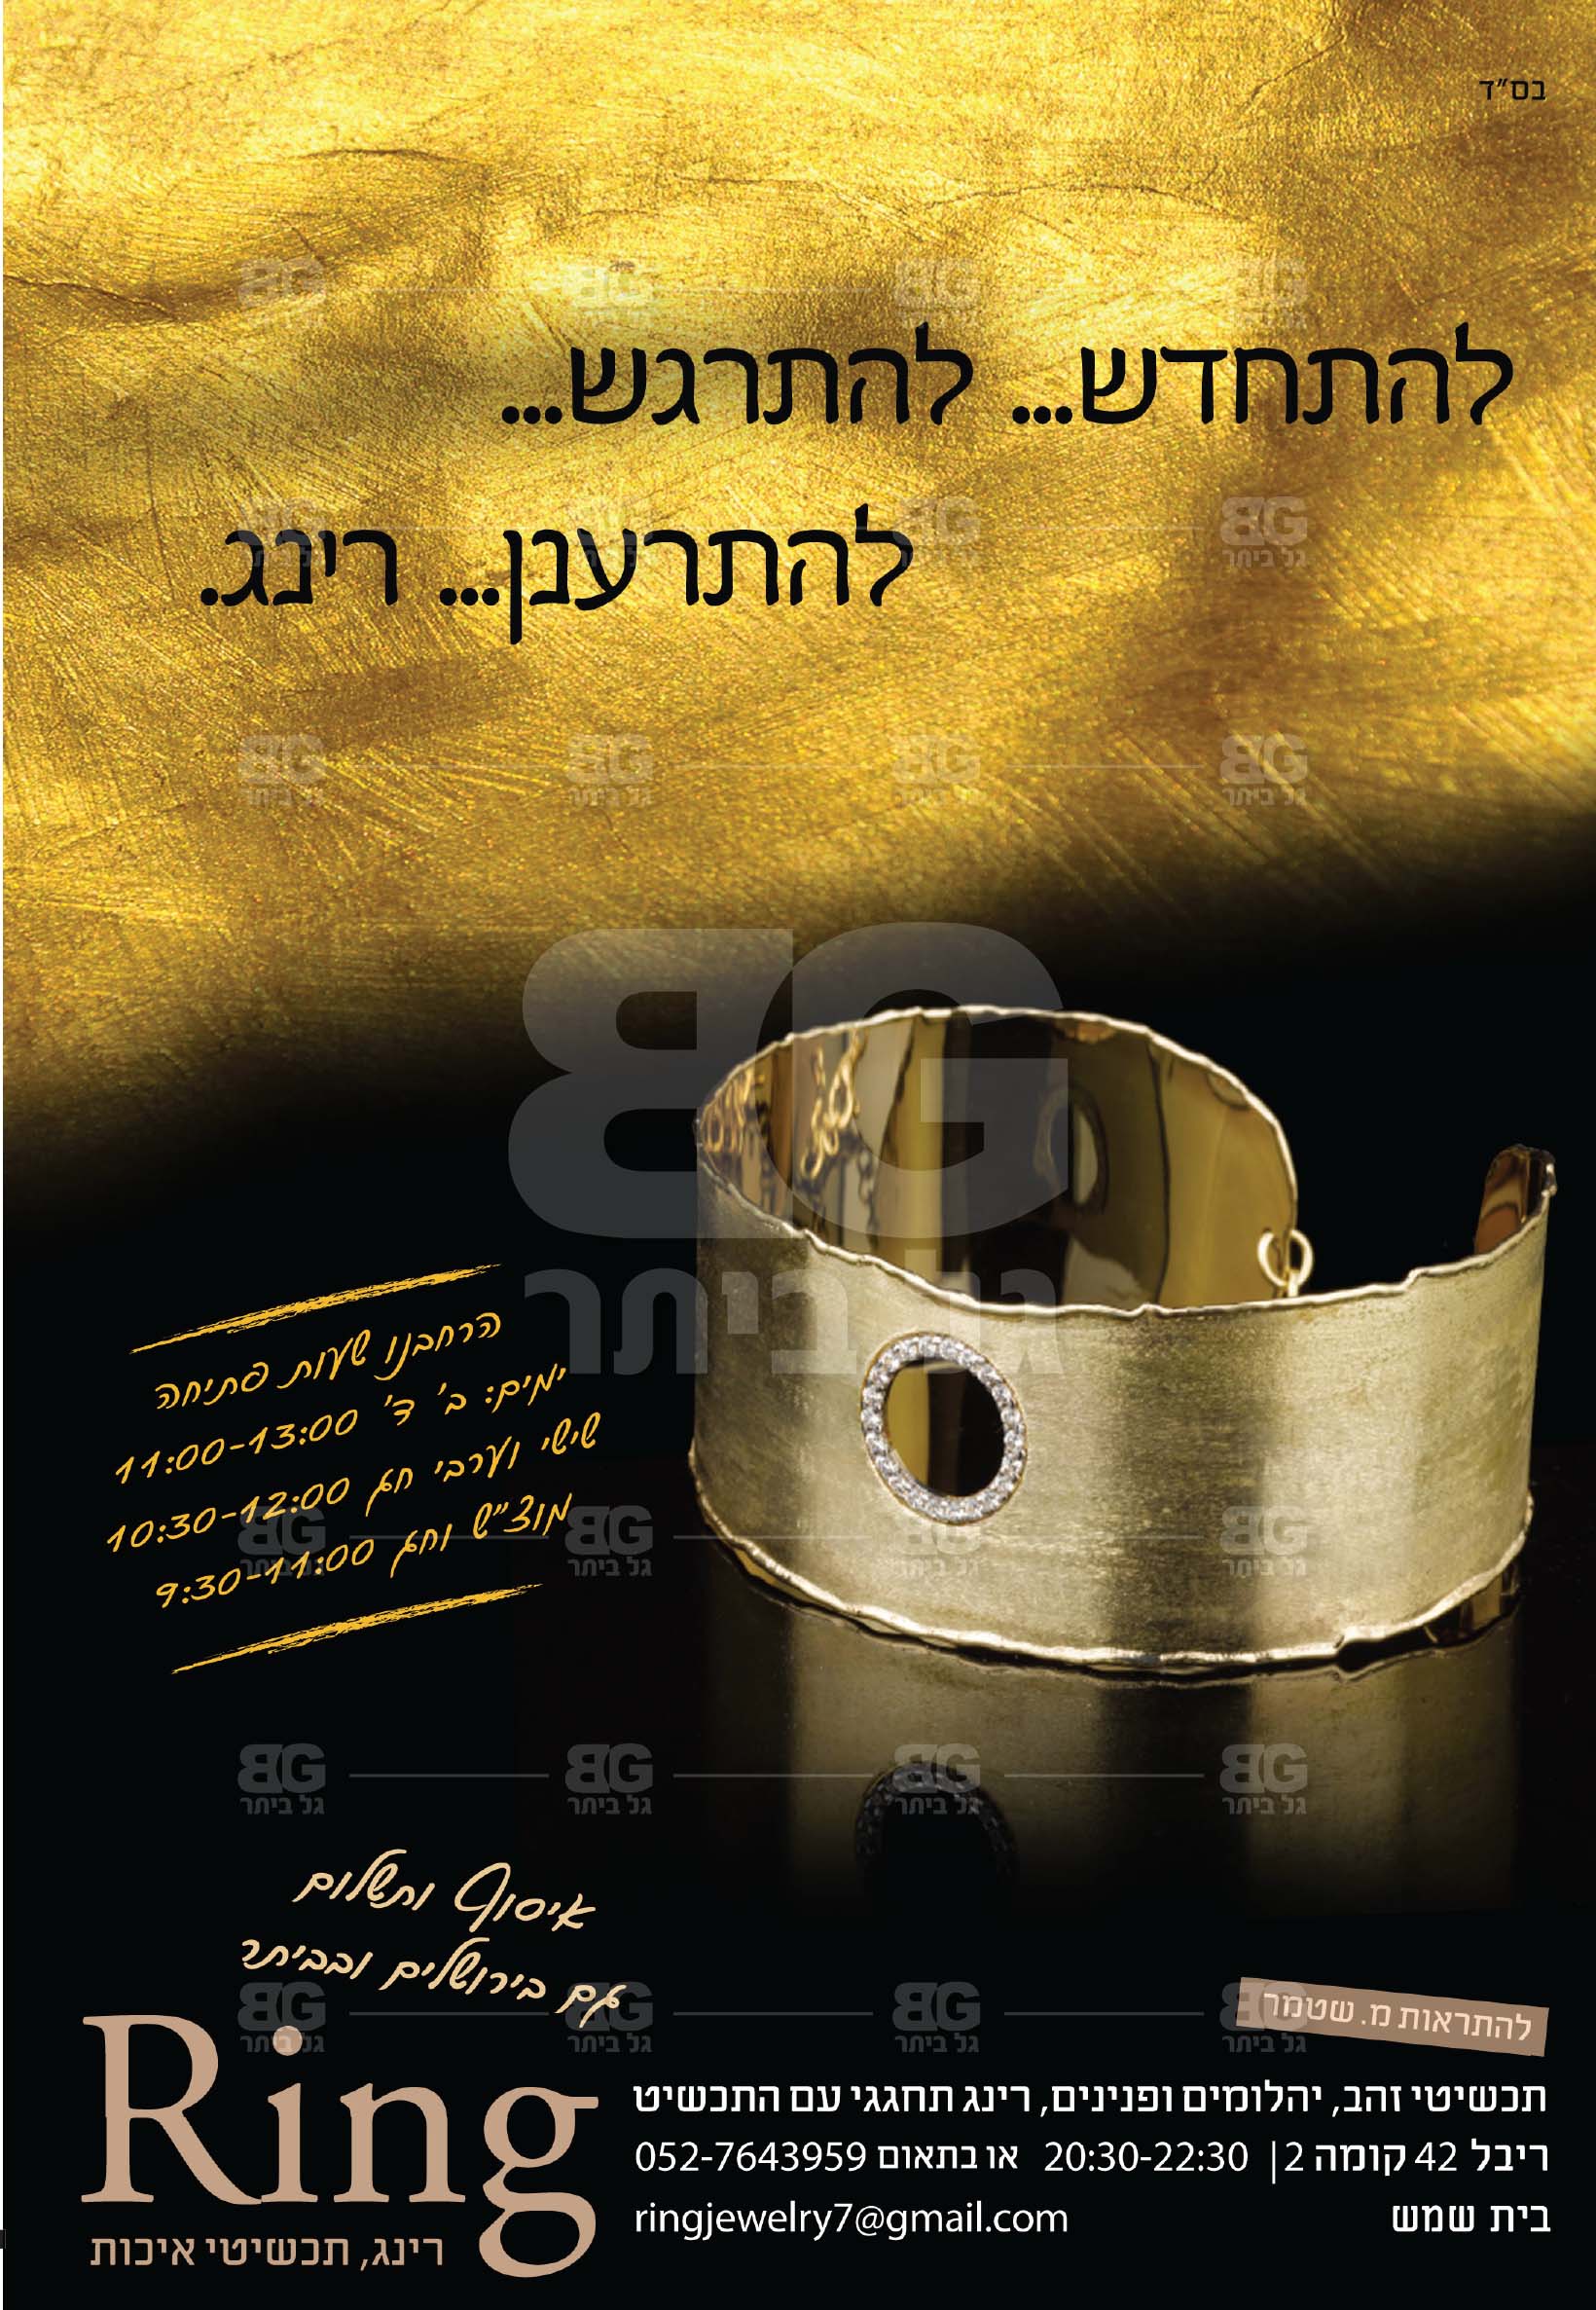 בס"ד
להתחדש... להתרגש...
להתרענן... רינג.
הרחבנו שעות פתיחה
ימים: ב' ד' 11:00-13:00
שישי וערבי חג 10:30-12:00
מוצ"ש וחג 9:30-11:00
איסוף ותשלום
גם בירושלים ובביתר
להתראות מ. שטמר
תכשיטי זהב, יהלומים ופנינים, רינג תחגגי עם התכשיט
ריבל 42 קומה 2 | 20:30-22:30 או בתאום 052-7643959
בית שמש ringjewelry7@gmail.com
Ring
רינג, תכשיטי איכות
BG
גל ביתר